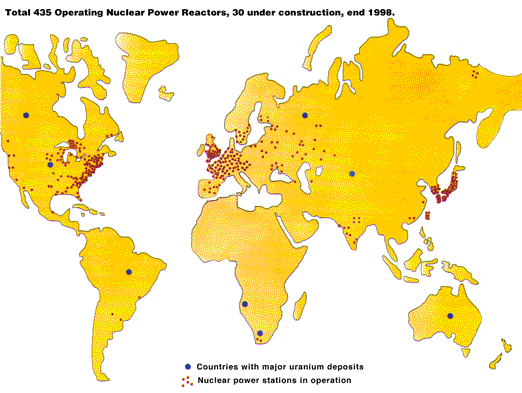 Total 435 Operating Nuclear Power Reactors, 30 under construction, end 1998.
Countries with major uranium deposits
Nuclear power stations in operation